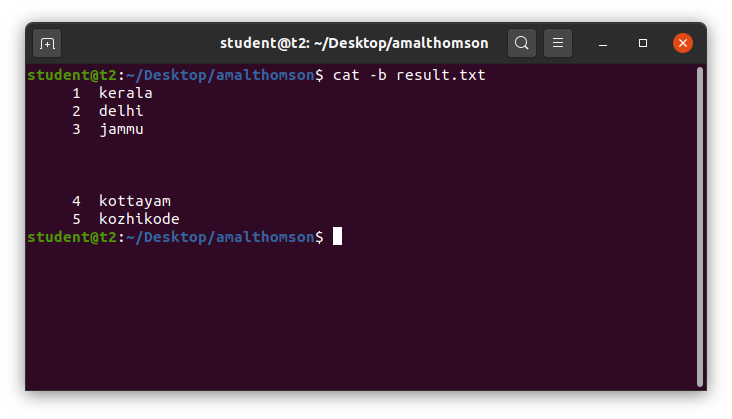 student@t2: ~/Desktop/amalthomson
student@t2:~/Desktop/amalthomson$ cat -b result.txt
     1  kerala
     2  delhi
     3  jammu
     4  kottayam
     5  kozhikode
student@t2:~/Desktop/amalthomson$